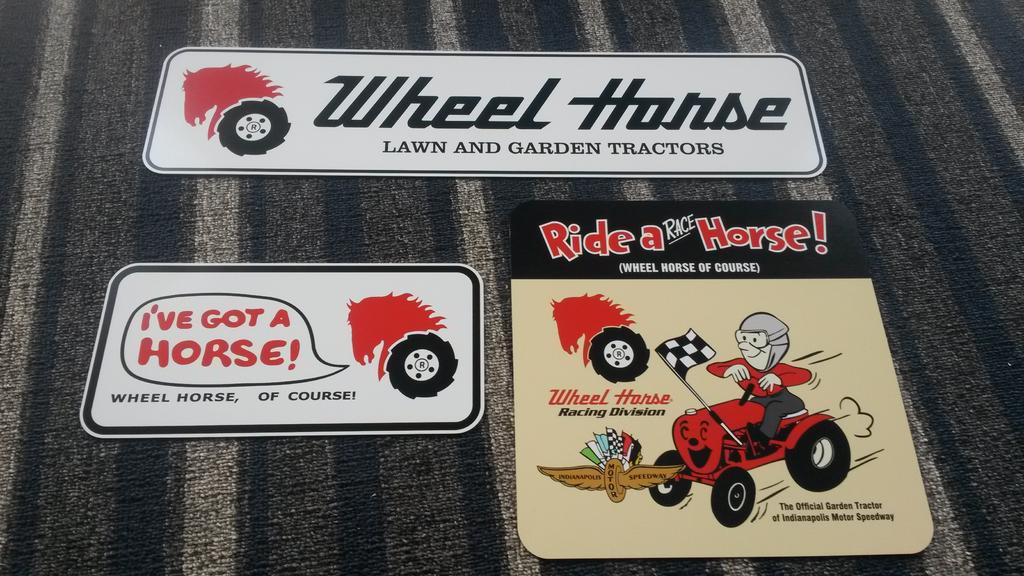 Wheel Horse
LAWN AND GARDEN TRACTORS
R
I'VE GOT A
HORSE!
WHEEL HORSE, OF COURSE!
R
Ride a RACE Horse!
(WHEEL HORSE OF COURSE)
R
Wheel Horse®
Racing Division
INDIANAPOLIS MOTOR SPEEDWAY
The Official Garden Tractor
of Indianapolis Motor Speedway